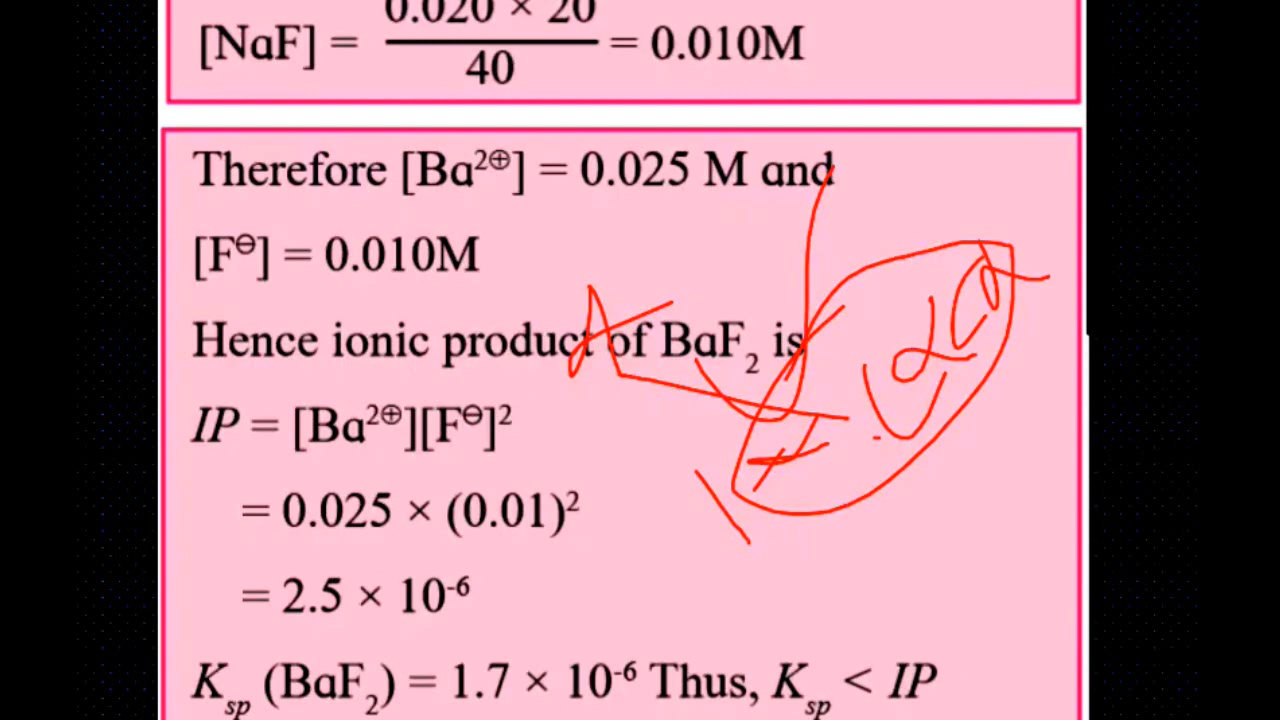 0.020 × 20
[NaF] = ⁠/ 40 = 0.010M
Therefore [Ba²⊕] = 0.025 M and
[F⊖] = 0.010M
Hence ionic product of BaF₂ is
IP = [Ba²⊕][F⊖]²
= 0.025 × (0.01)²
= 2.5 × 10⁻⁶
Kₛₚ (BaF₂) = 1.7 × 10⁻⁶ Thus, Kₛₚ < IP